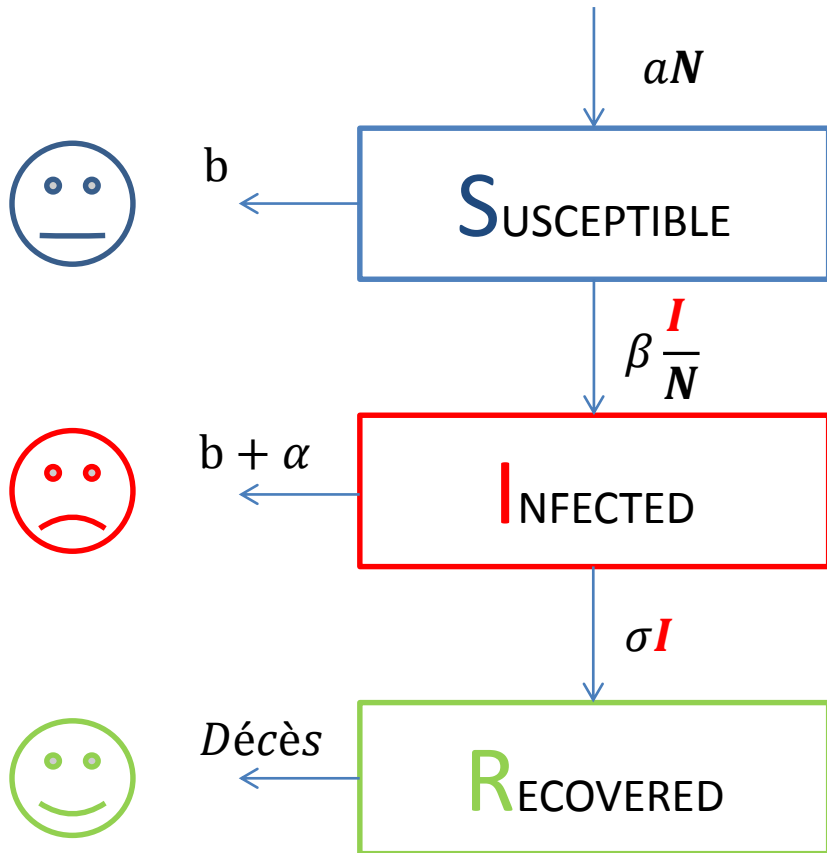 aN
b
SUSCEPTIBLE
β I/N
b + α
INFECTED
σI
Décès
RECOVERED